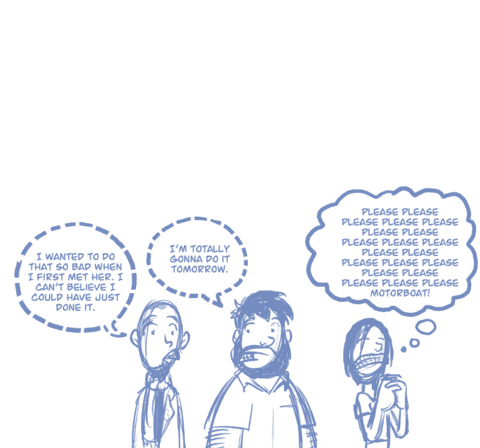 I WANTED TO DO
THAT SO BAD WHEN
I FIRST MET HER. I
CAN'T BELIEVE I
COULD HAVE JUST
DONE IT.
I'M TOTALLY
GONNA DO IT
TOMORROW.
PLEASE PLEASE
PLEASE PLEASE PLEASE
PLEASE PLEASE
PLEASE PLEASE PLEASE
PLEASE PLEASE
PLEASE PLEASE PLEASE
PLEASE PLEASE
PLEASE PLEASE PLEASE
MOTORBOAT!